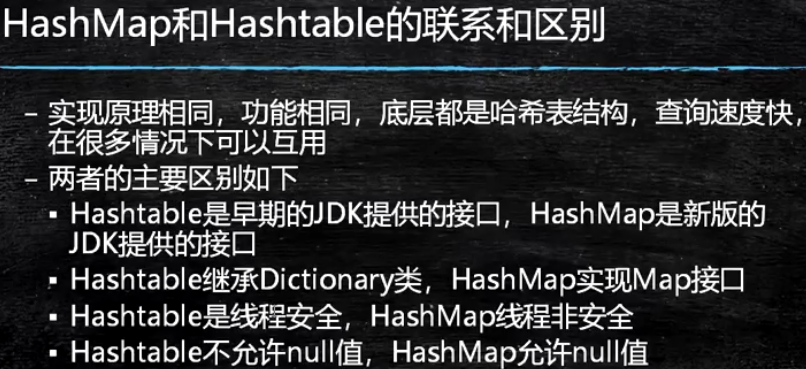 HashMap和Hashtable的联系和区别
– 实现原理相同，功能相同，底层都是哈希表结构，查询速度快，
在很多情况下可以互用
– 两者的主要区别如下
▪ Hashtable是早期的JDK提供的接口，HashMap是新版的
JDK提供的接口
▪ Hashtable继承Dictionary类，HashMap实现Map接口
▪ Hashtable是线程安全，HashMap线程非安全
▪ Hashtable不允许null值，HashMap允许null值